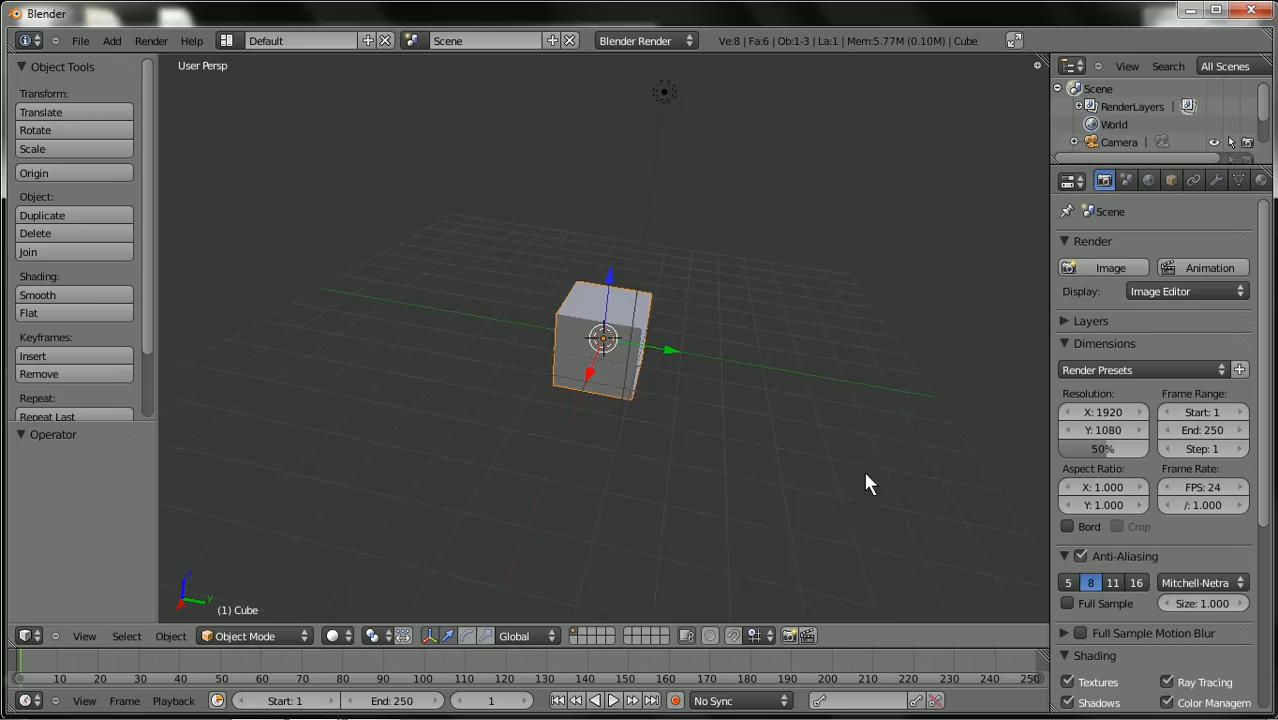 Blender
File Add Render Help Default Scene Blender Render Ve:8 | Fa:6 | Ob:1-3 | La:1 | Mem:5.77M (0.10M) | Cube
Object Tools
Transform:
Translate
Rotate
Scale
Origin
Object:
Duplicate
Delete
Join
Shading:
Smooth
Flat
Keyframes:
Insert
Remove
Repeat:
Repeat Last
Operator
User Persp
z
y
(1) Cube
View Search All Scenes
Scene
RenderLayers |
World
Camera |
Scene
Render
Image Animation
Display: Image Editor
Layers
Dimensions
Render Presets
Resolution: Frame Range:
X: 1920 Start: 1
Y: 1080 End: 250
50% Step: 1
Aspect Ratio: Frame Rate:
X: 1.000 FPS: 24
Y: 1.000 /: 1.000
Bord Crop
Anti-Aliasing
5 8 11 16 Mitchell-Netra
Full Sample Size: 1.000
Full Sample Motion Blur
Shading
Textures Ray Tracing
Shadows Color Managem
View Select Object Object Mode Global
0 10 20 30 40 50 60 70 80 90 100 110 120 130 140 150 160 170 180 190 200 210 220 230 240 250
View Frame Playback Start: 1 End: 250 1 No Sync